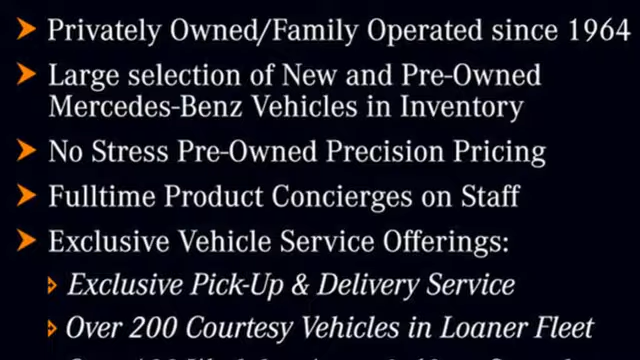 Privately Owned/Family Operated since 1964
Large selection of New and Pre-Owned
Mercedes-Benz Vehicles in Inventory
No Stress Pre-Owned Precision Pricing
Fulltime Product Concierges on Staff
Exclusive Vehicle Service Offerings:
Exclusive Pick-Up & Delivery Service
Over 200 Courtesy Vehicles in Loaner Fleet